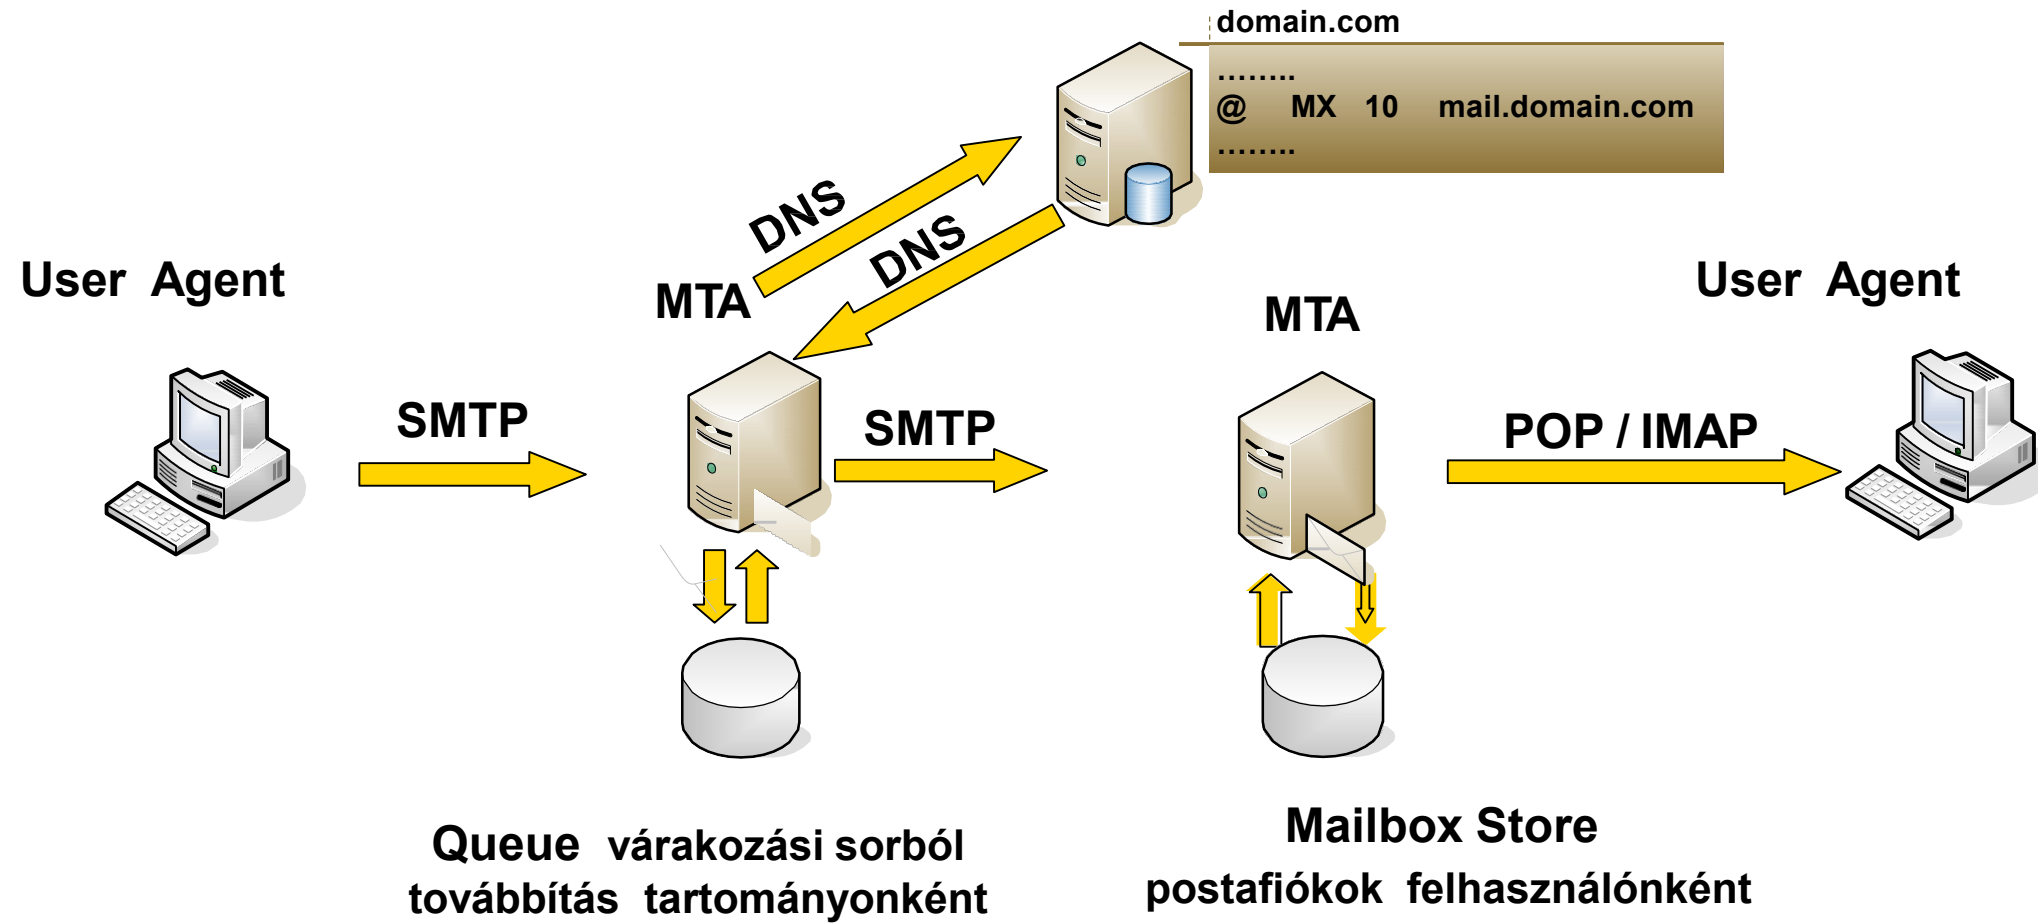 domain.com
……..
@ MX 10 mail.domain.com
……..
DNS
DNS
User Agent
MTA
MTA
User Agent
SMTP
SMTP
POP / IMAP
Queue várakozási sorból
továbbítás tartományonként
Mailbox Store
postafiókok felhasználónként